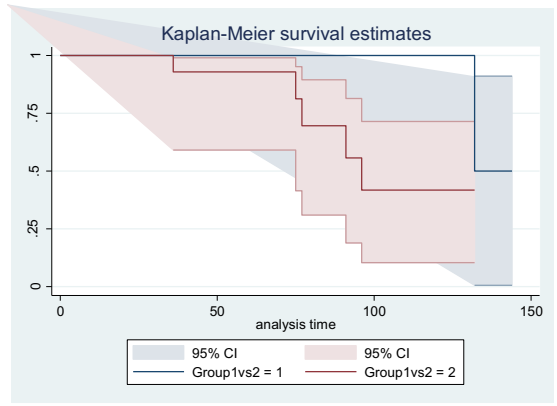 Kaplan-Meier survival estimates
1
.75
.5
.25
0
0 50 100 150
analysis time
95% CI 95% CI
Group1vs2 = 1 Group1vs2 = 2